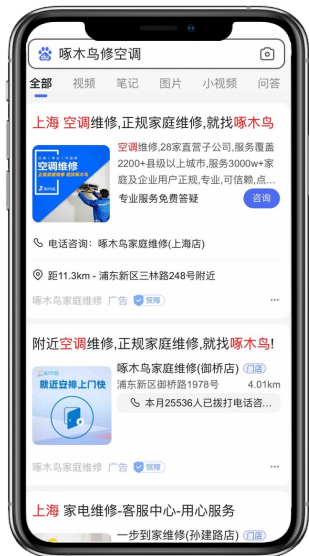 啄木鸟修空调
全部 视频 笔记 图片 小视频 问答
上海 空调维修,正规家庭维修,就找啄木鸟
空调维修
正规家庭维修 就找啄木鸟
空调维修,28家直营子公司,服务覆盖
2200+县级以上城市,服务3000w+家
庭及企业用户正规,专业,可信赖,点...
专业服务免费答疑 咨询
电话咨询:啄木鸟家庭维修(上海店)
距11.3km - 浦东新区三林路248号附近
啄木鸟家庭维修 广告 保障
附近空调维修,正规家庭维修,就找啄木鸟!
就近安排上门快
啄木鸟家庭维修(御桥店) 门店
浦东新区御桥路1978号 4.01km
本月25536人已拨打电话咨...
啄木鸟家庭维修 广告 保障
上海 家电维修-客服中心-用心服务
一步到家维修(孙建路店) 门店